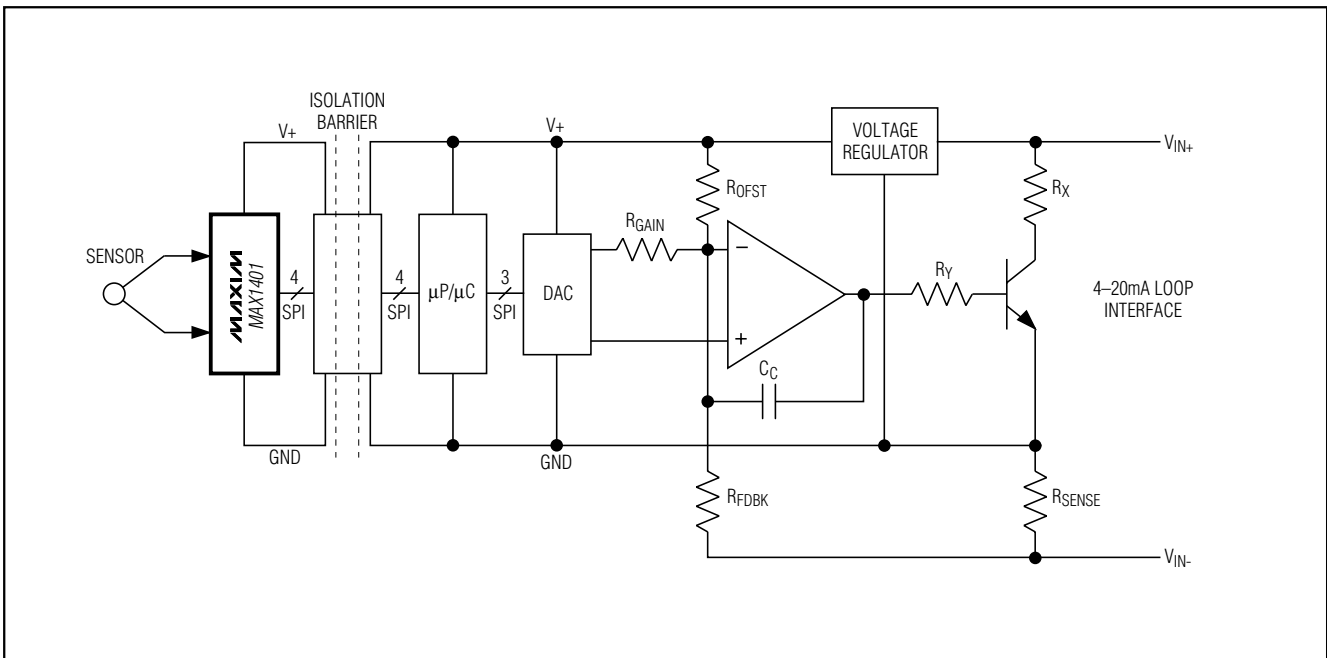 ISOLATION
BARRIER
V+
V+
VOLTAGE
REGULATOR
VIN+
ROFST
RX
RGAIN
SENSOR
MAXIM
MAX1401
4
SPI
4
SPI
μP/μC
3
SPI
DAC
−
+
RY
4–20mA LOOP
INTERFACE
CC
GND
GND
RFDBK
RSENSE
VIN-